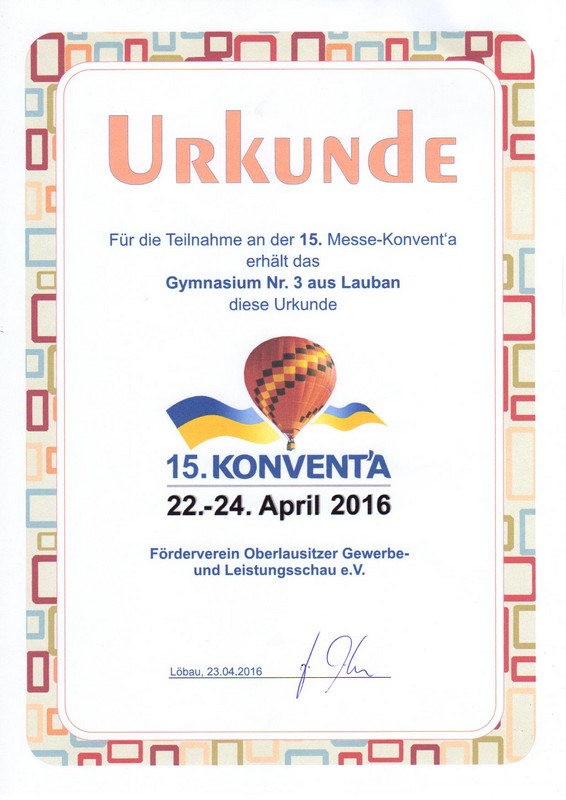 Urkunde
Für die Teilnahme an der 15. Messe-Konvent'a
erhält das
Gymnasium Nr. 3 aus Lauban
diese Urkunde
15. KONVENT'A
22.-24. April 2016
Förderverein Oberlausitzer Gewerbe-
und Leistungsschau e.V.
Löbau, 23.04.2016